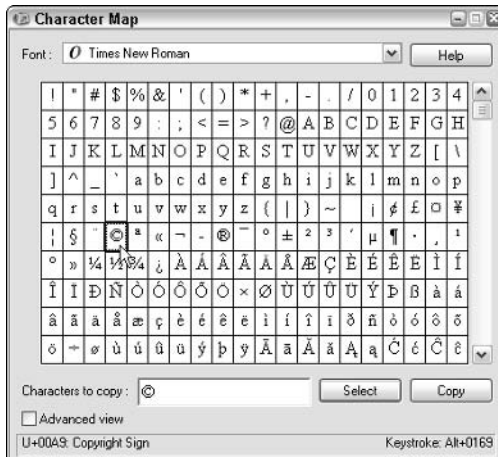 Character Map
Font : O Times New Roman Help
! " # $ % & ' ( ) * + , - . / 0 1 2 3 4
5 6 7 8 9 : ; < = > ? @ A B C D E F G H
I J K L M N O P Q R S T U V W X Y Z [ \
] ^ _ ` a b c d e f g h i j k l m n o p
q r s t u v w x y z { | } ~ ¡ ¢ £ ¤ ¥
¦ § ¨ © ª « ¬ - ® ¯ ° ± ² ³ ´ µ ¶ · ¸ ¹
º » ¼ ½ ¾ ¿ À Á Â Ã Ä Å Æ Ç È É Ê Ë Ì Í
Î Ï Ð Ñ Ò Ó Ô Õ Ö × Ø Ù Ú Û Ü Ý Þ ß à á
â ã ä å æ ç è é ê ë ì í î ï ð ñ ò ó ô õ
ö ÷ ø ù ú û ü ý þ ÿ Ā ā Ă ă Ą ą Ć ć Ĉ ĉ
Characters to copy : © Select Copy
Advanced view
U+00A9: Copyright Sign Keystroke: Alt+0169